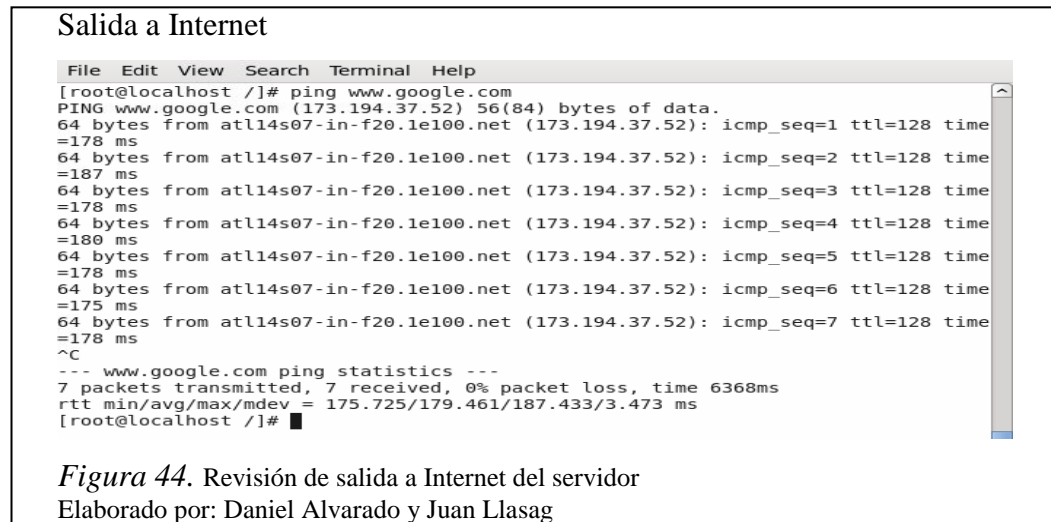 Salida a Internet
File Edit View Search Terminal Help
[root@localhost /]# ping www.google.com
PING www.google.com (173.194.37.52) 56(84) bytes of data.
64 bytes from atl14s07-in-f20.1e100.net (173.194.37.52): icmp_seq=1 ttl=128 time
=178 ms
64 bytes from atl14s07-in-f20.1e100.net (173.194.37.52): icmp_seq=2 ttl=128 time
=187 ms
64 bytes from atl14s07-in-f20.1e100.net (173.194.37.52): icmp_seq=3 ttl=128 time
=178 ms
64 bytes from atl14s07-in-f20.1e100.net (173.194.37.52): icmp_seq=4 ttl=128 time
=180 ms
64 bytes from atl14s07-in-f20.1e100.net (173.194.37.52): icmp_seq=5 ttl=128 time
=178 ms
64 bytes from atl14s07-in-f20.1e100.net (173.194.37.52): icmp_seq=6 ttl=128 time
=175 ms
64 bytes from atl14s07-in-f20.1e100.net (173.194.37.52): icmp_seq=7 ttl=128 time
=178 ms
^C
--- www.google.com ping statistics ---
7 packets transmitted, 7 received, 0% packet loss, time 6368ms
rtt min/avg/max/mdev = 175.725/179.461/187.433/3.473 ms
[root@localhost /]#
Figura 44. Revisión de salida a Internet del servidor
Elaborado por: Daniel Alvarado y Juan Llasag